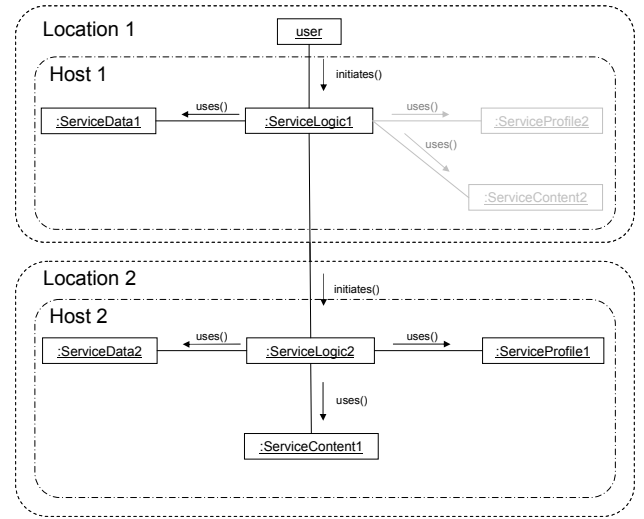 Location 1
user
Host 1
initiates()
uses()
uses()
:ServiceData1
:ServiceLogic1
:ServiceProfile2
uses()
:ServiceContent2
Location 2
initiates()
Host 2
uses()
uses()
:ServiceData2
:ServiceLogic2
:ServiceProfile1
uses()
:ServiceContent1